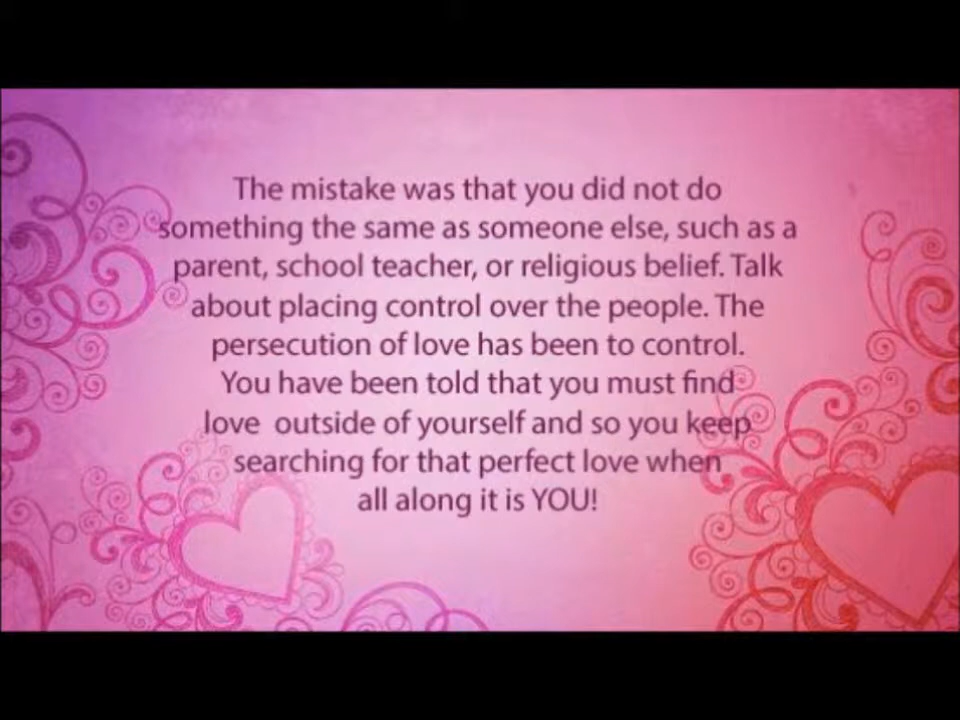 The mistake was that you did not do
something the same as someone else, such as a
parent, school teacher, or religious belief. Talk
about placing control over the people. The
persecution of love has been to control.
You have been told that you must find
love  outside of yourself and so you keep
searching for that perfect love when
all along it is YOU!